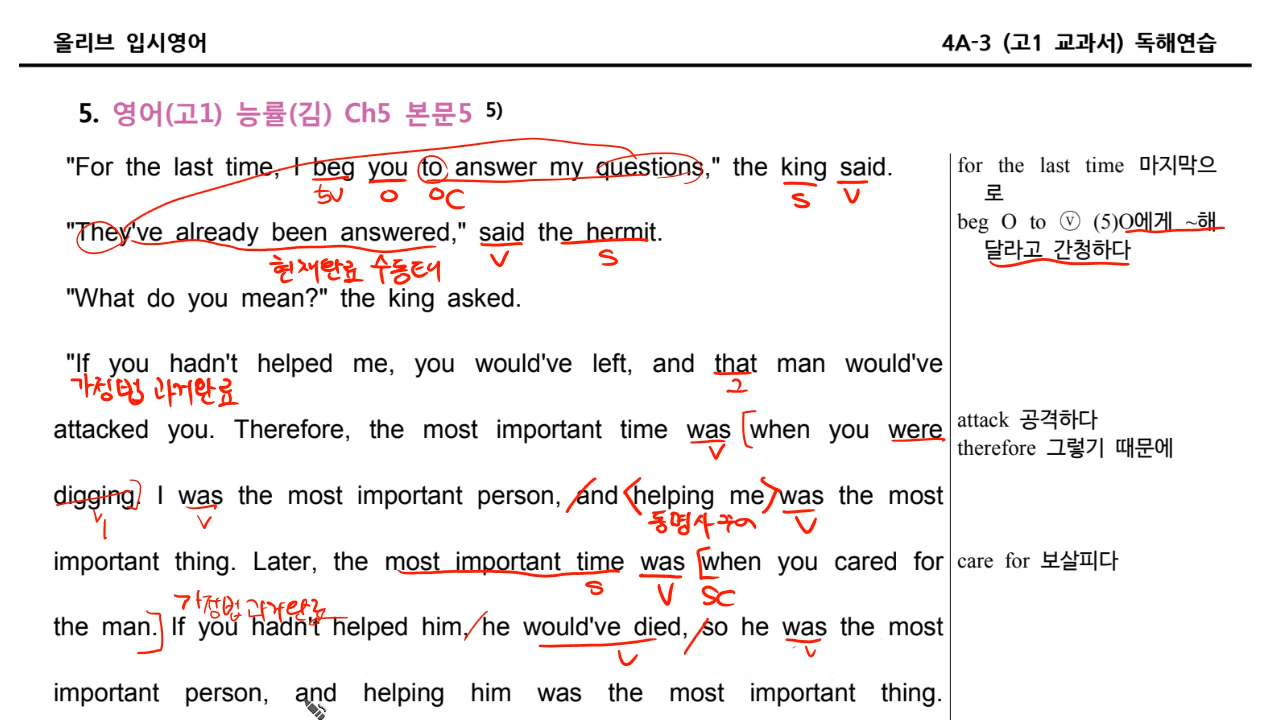 올리브 입시영어
4A-3 (고1 교과서) 독해연습
5. 영어(고1) 능률(김) Ch5 본문5 5)
"For the last time, I beg you to answer my questions," the king said.
5V O OC S V
"They've already been answered," said the hermit.
현재완료 수동태 V S
"What do you mean?" the king asked.
"If you hadn't helped me, you would've left, and that man would've
가정법 과거완료 그
attacked you. Therefore, the most important time was [when you were
V
digging.] I was the most important person, / and <helping me> was the most
V V 동명사 주어 V
important thing. Later, the most important time was [when you cared for
S V SC
가정법 과거완료
the man.] If you hadn't helped him, / he would've died, / so he was the most
V V
important person, and helping him was the most important thing.
for the last time 마지막으
로
beg O to ⓥ (5)O에게 ~해
달라고 간청하다
attack 공격하다
therefore 그렇기 때문에
care for 보살피다